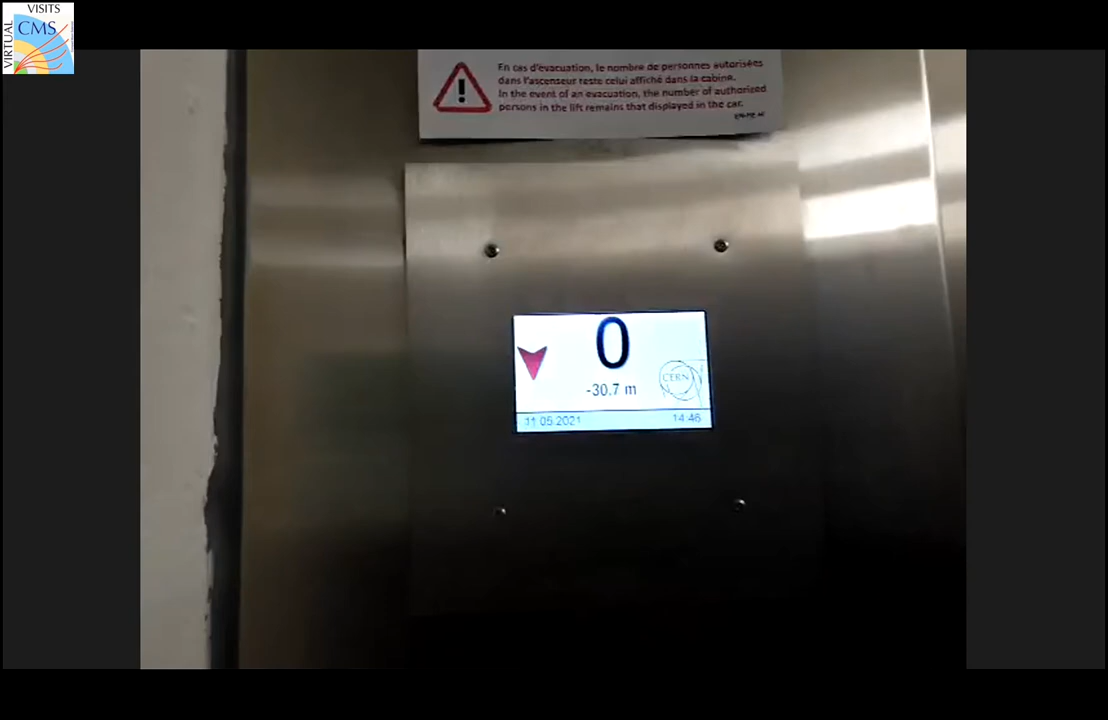 VISITS
CMS
VIRTUAL
En cas d'évacuation, le nombre de personnes autorisées
dans l'ascenseur reste celui affiché dans la cabine.
In the event of an evacuation, the number of authorised
persons in the lift remains that displayed in the car.
0
-30.7 m
CERN
11.05.2021
14:46